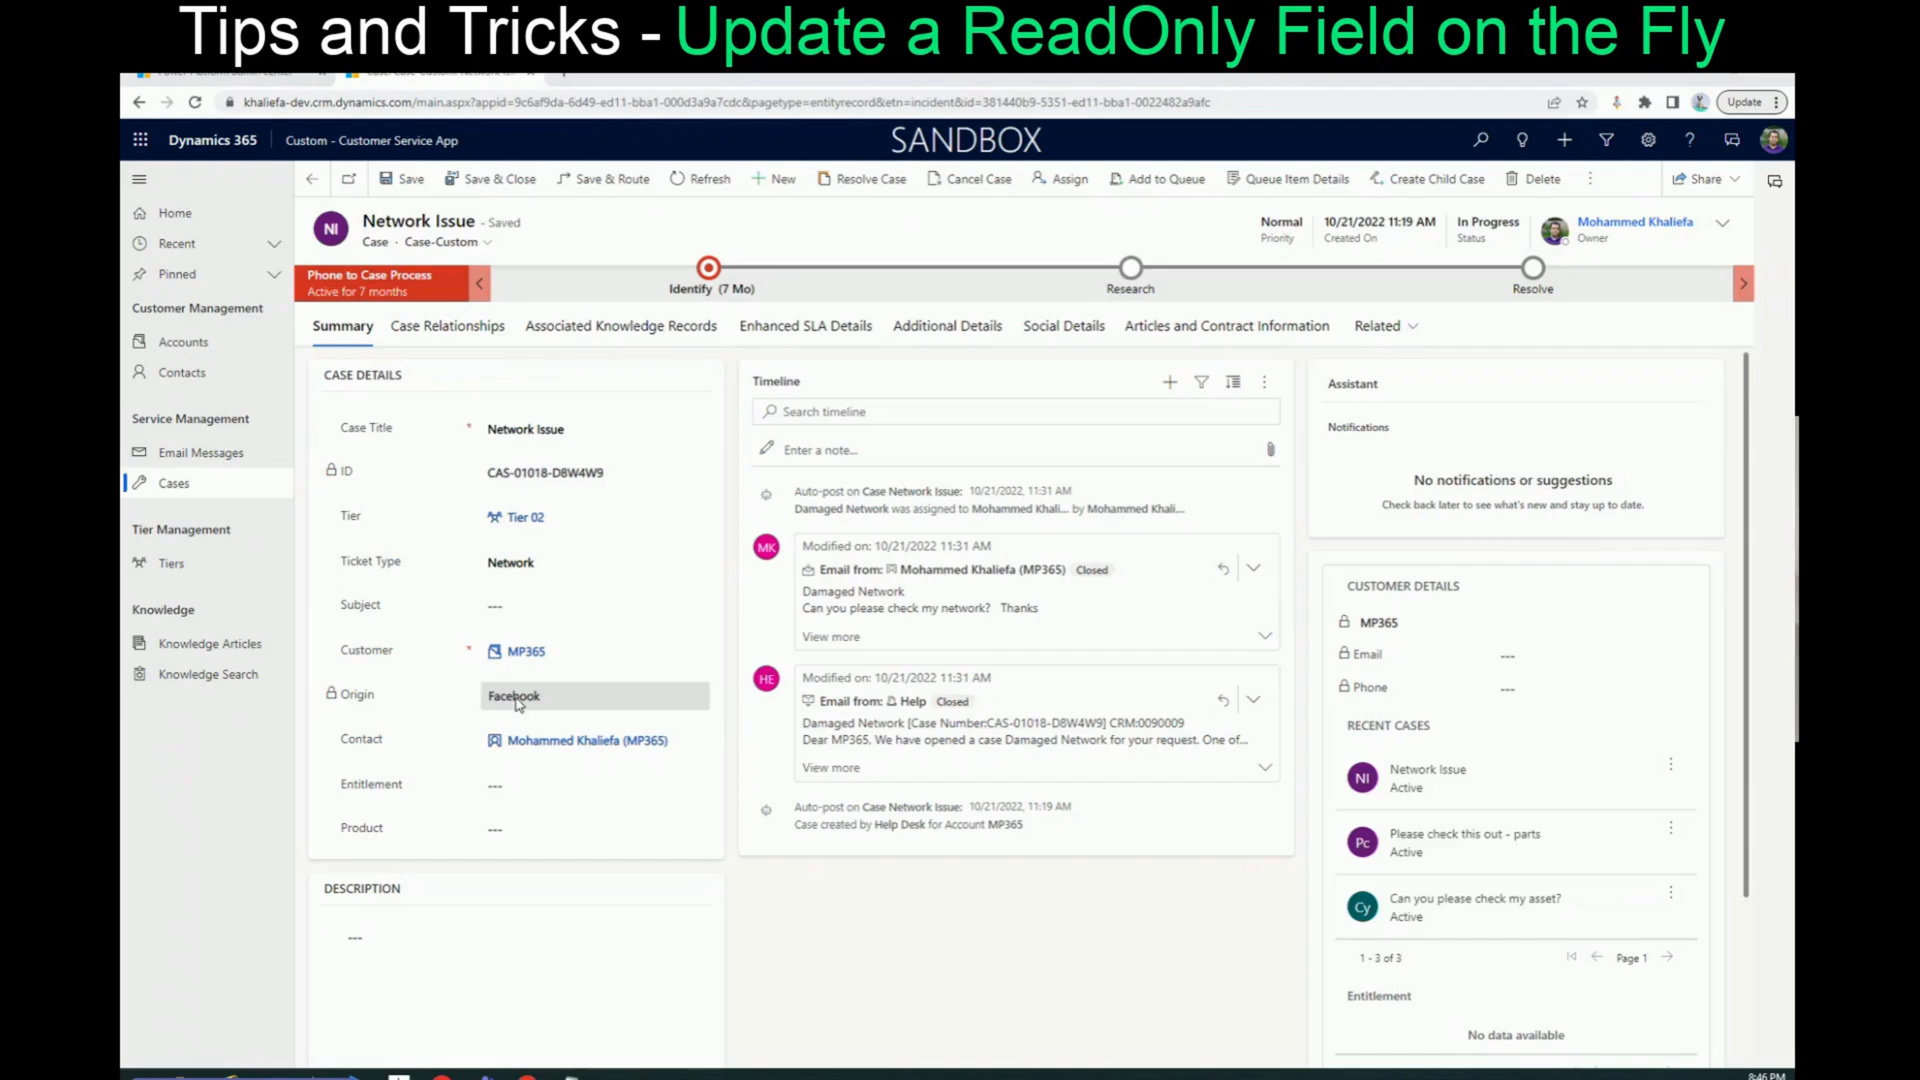 Tips and Tricks - Update a ReadOnly Field on the Fly
khaliefa-dev.crm.dynamics.com/main.aspx?appid=9c6af9da-6d49-ed11-bba1-000d3a9a7cdc&pagetype=entityrecord&etn=incident&id=381440b9-5351-ed11-bba1-0022482a9afc
Update
Dynamics 365
Custom - Customer Service App
SANDBOX
Save
Save & Close
Save & Route
Refresh
New
Resolve Case
Cancel Case
Assign
Add to Queue
Queue Item Details
Create Child Case
Delete
Share
Home
Recent
Pinned
Customer Management
Accounts
Contacts
Service Management
Email Messages
Cases
Tier Management
Tiers
Knowledge
Knowledge Articles
Knowledge Search
NI
Network Issue - Saved
Case · Case-Custom
Normal
Priority
10/21/2022 11:19 AM
Created On
In Progress
Status
Mohammed Khaliefa
Owner
Phone to Case Process
Active for 7 months
Identify (7 Mo)
Research
Resolve
Summary
Case Relationships
Associated Knowledge Records
Enhanced SLA Details
Additional Details
Social Details
Articles and Contract Information
Related
CASE DETAILS
Case Title * Network Issue
ID CAS-01018-D8W4W9
Tier Tier 02
Ticket Type Network
Subject ---
Customer * MP365
Origin Facebook
Contact Mohammed Khaliefa (MP365)
Entitlement ---
Product ---
DESCRIPTION
---
Timeline
Search timeline
Enter a note...
Auto-post on Case Network Issue: 10/21/2022, 11:31 AM
Damaged Network was assigned to Mohammed Khali... by Mohammed Khali...
MK
Modified on: 10/21/2022 11:31 AM
Email from: Mohammed Khaliefa (MP365) Closed
Damaged Network
Can you please check my network? Thanks
View more
HE
Modified on: 10/21/2022 11:31 AM
Email from: Help Closed
Damaged Network [Case Number:CAS-01018-D8W4W9] CRM:0090009
Dear MP365, We have opened a case Damaged Network for your request. One of...
View more
Auto-post on Case Network Issue: 10/21/2022, 11:19 AM
Case created by Help Desk for Account MP365
Assistant
Notifications
No notifications or suggestions
Check back later to see what's new and stay up to date.
CUSTOMER DETAILS
MP365
Email ---
Phone ---
RECENT CASES
NI
Network Issue
Active
Pc
Please check this out - parts
Active
Cy
Can you please check my asset?
Active
1 - 3 of 3
Page 1
Entitlement
No data available
8:46 PM